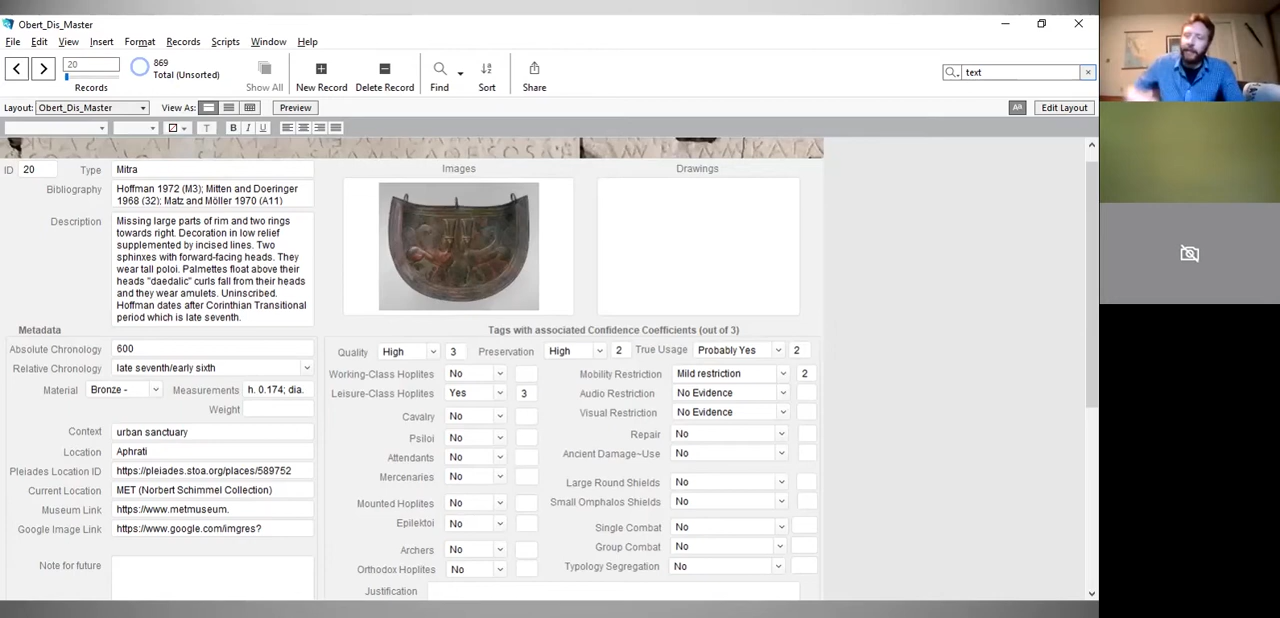 Obert_Dis_Master
File Edit View Insert Format Records Scripts Window Help
20
869
Total (Unsorted)
Records
Show All
New Record
Delete Record
Find
Sort
Share
text
Layout: Obert_Dis_Master
View As:
Preview
Aa
Edit Layout
T B I U
ID 20 Type Mitra
Bibliography
Hoffman 1972 (M3); Mitten and Doeringer
1968 (32); Matz and Möller 1970 (A11)
Description
Missing large parts of rim and two rings
towards right. Decoration in low relief
supplemented by incised lines. Two
sphinxes with forward-facing heads. They
wear tall poloi. Palmettes float above their
heads "daedalic" curls fall from their heads
and they wear amulets. Uninscribed.
Hoffman dates after Corinthian Transitional
period which is late seventh.
Images
Drawings
Metadata
Absolute Chronology 600
Relative Chronology late seventh/early sixth
Material Bronze - Measurements h. 0.174; dia.
Weight
Context urban sanctuary
Location Aphrati
Pleiades Location ID https://pleiades.stoa.org/places/589752
Current Location MET (Norbert Schimmel Collection)
Museum Link https://www.metmuseum.
Google Image Link https://www.google.com/imgres?
Note for future
Tags with associated Confidence Coefficients (out of 3)
Quality High 3 Preservation High 2 True Usage Probably Yes 2
Working-Class Hoplites No
Leisure-Class Hoplites Yes 3
Cavalry No
Psiloi No
Attendants No
Mercenaries No
Mounted Hoplites No
Epilektoi No
Archers No
Orthodox Hoplites No
Mobility Restriction Mild restriction 2
Audio Restriction No Evidence
Visual Restriction No Evidence
Repair No
Ancient Damage~Use No
Large Round Shields No
Small Omphalos Shields No
Single Combat No
Group Combat No
Typology Segregation No
Justification